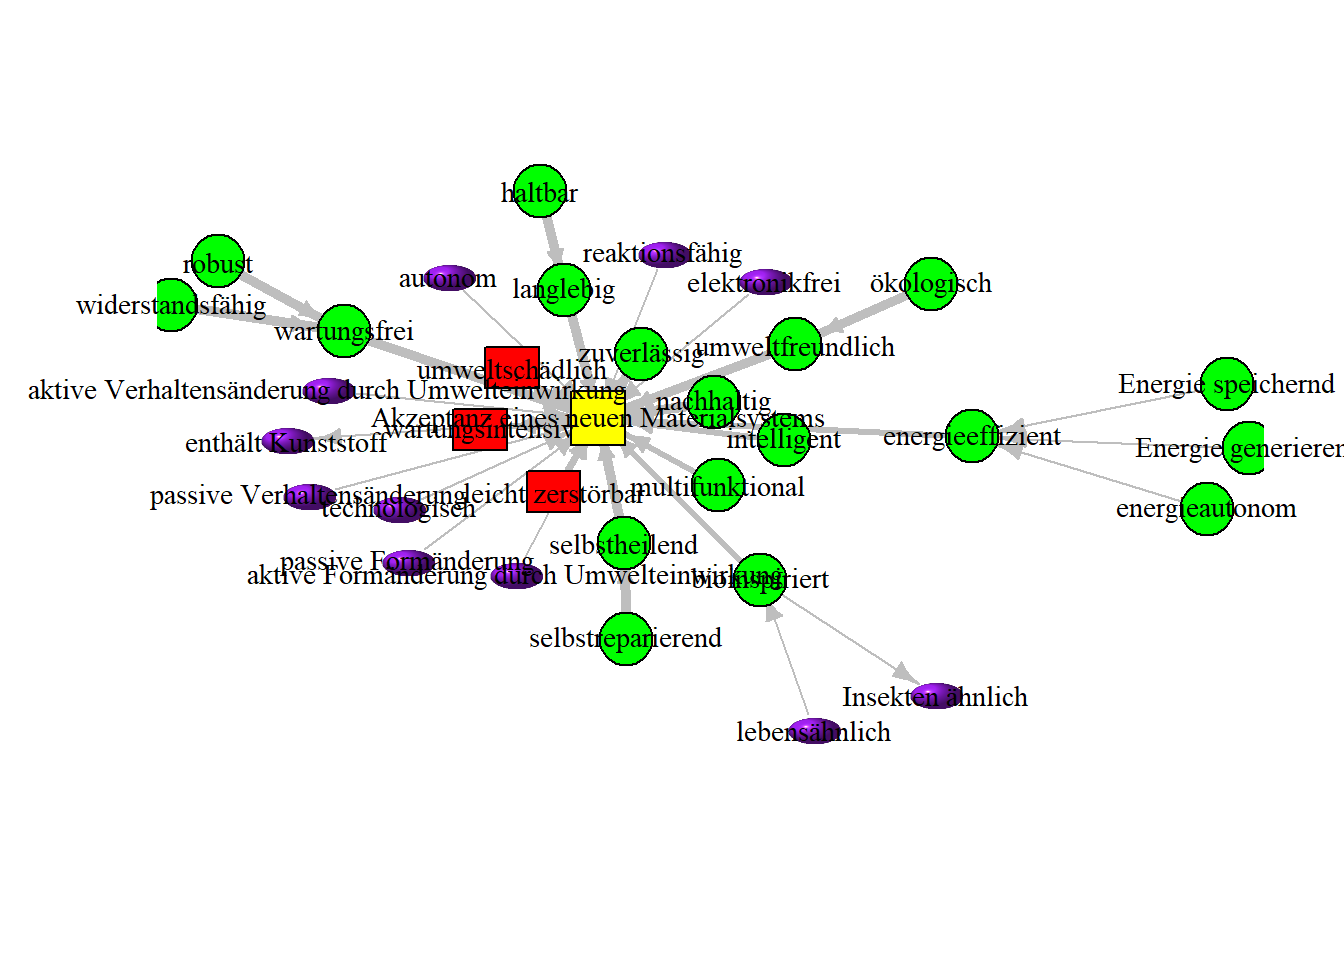 haltbar
reaktionsfähig
robust
autonom
elektronikfrei
ökologisch
langlebig
widerstandsfähig
wartungsfrei
zuverlässig
umweltfreundlich
umweltschädlich
Energie speichernd
aktive Verhaltensänderung durch Umwelteinwirkung
nachhaltig
Akzeptanz eines neuen Materialsystems
wartungsintensiv
enthält Kunststoff
intelligent
energieeffizient
Energie generieren
passive Verhaltensänderung
leicht zerstörbar
multifunktional
technologisch
energieautonom
selbstheilend
passive Formänderung
aktive Formänderung durch Umwelteinwirkung
bioinspiriert
selbstreparierend
Insekten ähnlich
lebensähnlich